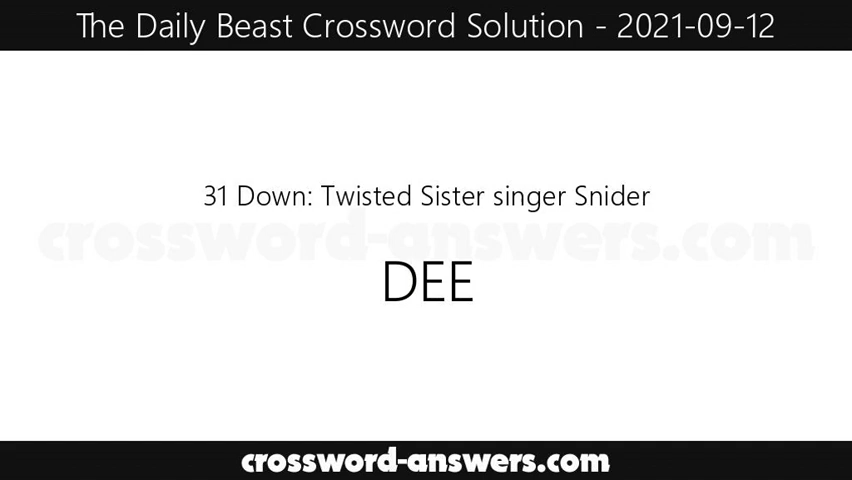 The Daily Beast Crossword Solution - 2021-09-12
31 Down: Twisted Sister singer Snider
crossword-answers.com
DEE
crossword-answers.com